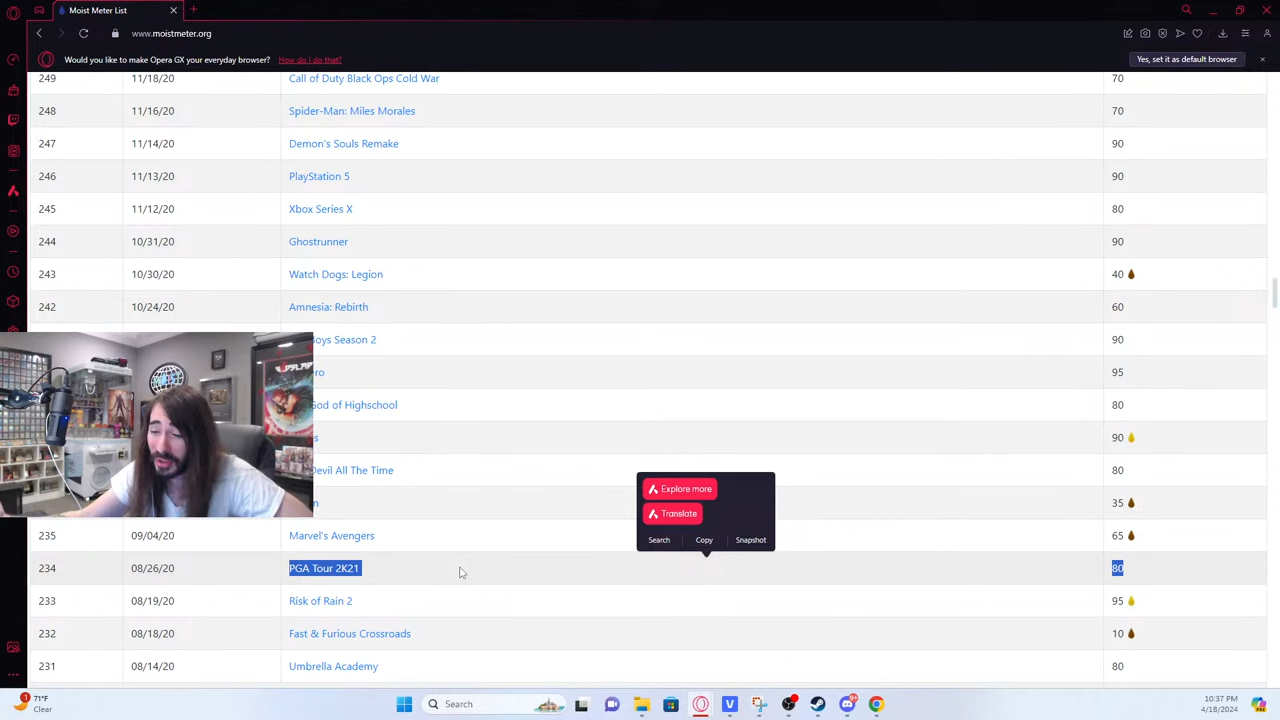 Moist Meter List
www.moistmeter.org
Would you like to make Opera GX your everyday browser? How do I do that? Yes, set it as default browser
249 11/18/20 Call of Duty Black Ops Cold War 70
248 11/16/20 Spider-Man: Miles Morales 70
247 11/14/20 Demon's Souls Remake 90
246 11/13/20 PlayStation 5 90
245 11/12/20 Xbox Series X 80
244 10/31/20 Ghostrunner 90
243 10/30/20 Watch Dogs: Legion 40
242 10/24/20 Amnesia: Rebirth 60
Boys Season 2 90
95
God of Highschool 80
90
Devil All The Time 80
35
Explore more
Translate
Search Copy Snapshot
235 09/04/20 Marvel's Avengers 65
234 08/26/20 PGA Tour 2K21 80
233 08/19/20 Risk of Rain 2 95
232 08/18/20 Fast & Furious Crossroads 10
231 08/14/20 Umbrella Academy 80
1 71°F
Clear
Search
9+
10:37 PM
4/18/2024